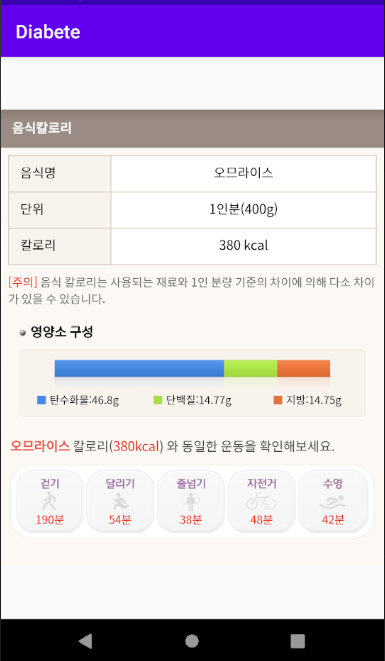 Diabete
음식칼로리
음식명 오므라이스
단위 1인분(400g)
칼로리 380 kcal
[주의] 음식 칼로리는 사용되는 재료와 1인 분량 기준의 차이에 의해 다소 차이
가 있을 수 있습니다.
영양소 구성
탄수화물:46.8g 단백질:14.77g 지방:14.75g
오므라이스 칼로리(380kcal) 와 동일한 운동을 확인해보세요.
걷기 달리기 줄넘기 자전거 수영
190분 54분 38분 48분 42분